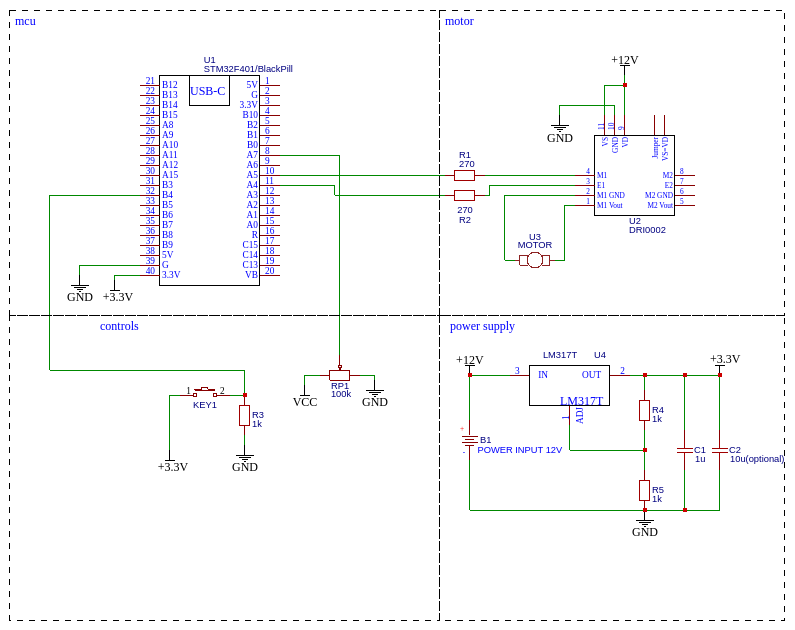 mcu
U1
STM32F401/BlackPill
USB-C
21 B12 5V 1
22 B13 G 2
23 B14 3.3V 3
24 B15 B10 4
25 A8 B2 5
26 A9 B1 6
27 A10 B0 7
28 A11 A7 8
29 A12 A6 9
30 A15 A5 10
31 B3 A4 11
32 B4 A3 12
33 B5 A2 13
34 B6 A1 14
35 B7 A0 15
36 B8 R 16
37 B9 C15 17
38 5V C14 18
39 G C13 19
40 3.3V VB 20
GND
+3.3V
motor
+12V
GND
11 10 9
VS GND VD Jumper VS=VD
R1
270
270
R2
4 M1 M2 8
3 E1 E2 7
2 M1 GND M2 GND 6
1 M1 Vout M2 Vout 5
U2
DRI0002
U3
MOTOR
controls
1 2
KEY1
R3
1k
+3.3V
GND
RP1
100k
VCC
GND
power supply
+12V
LM317T U4
+3.3V
3 IN OUT 2
LM317T
1 ADJ
R4
1k
+
B1
-
POWER INPUT 12V
C1
1u
C2
10u(optional)
R5
1k
GND